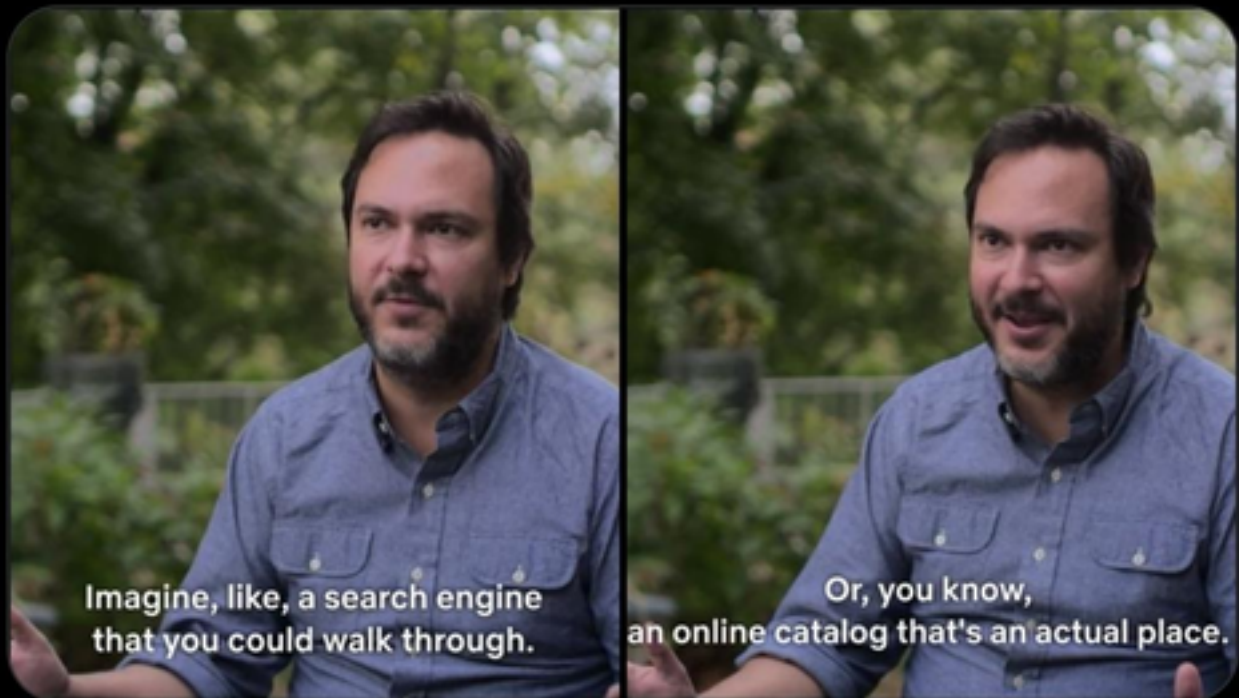 Imagine, like, a search engine
that you could walk through.
Or, you know,
an online catalog that's an actual place.